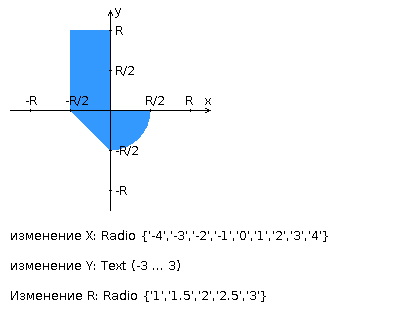 y
R
R/2
-R
-R/2
R/2
R
x
-R/2
-R
изменение X: Radio {'-4','-3','-2','-1','0','1','2','3','4'}
изменение Y: Text (-3 ... 3)
Изменение R: Radio {'1','1.5','2','2.5','3'}